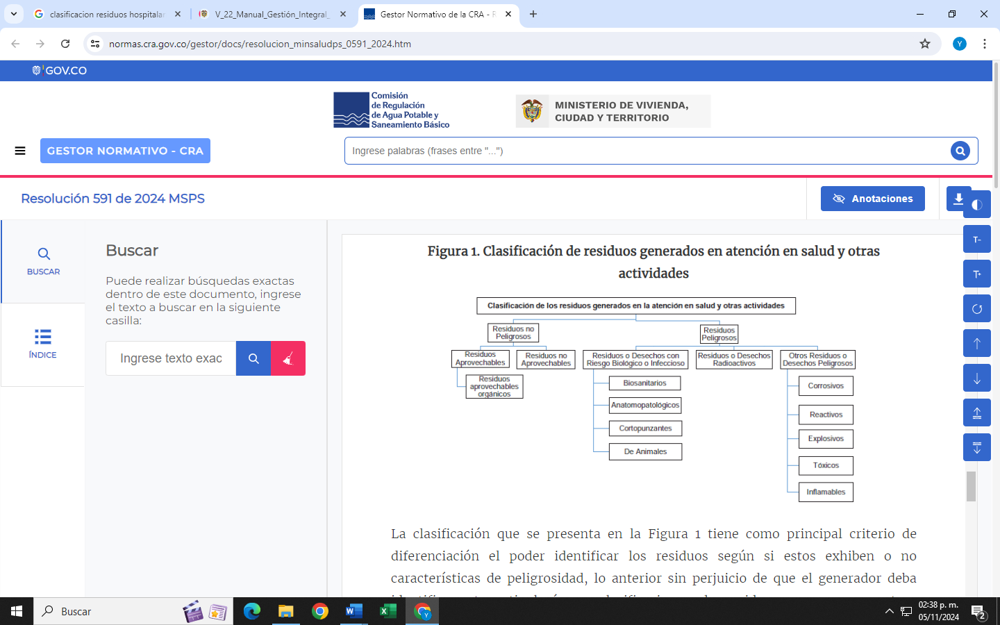 clasificacion residuos hospitala
V_22_Manual_Gestión_Integral_
Gestor Normativo de la CRA - R
normas.cra.gov.co/gestor/docs/resolucion_minsaludps_0591_2024.htm
Y
GOV.CO
Comisión
de Regulación
de Agua Potable y
Saneamiento Básico
MINISTERIO DE VIVIENDA,
CIUDAD Y TERRITORIO
GESTOR NORMATIVO - CRA
Ingrese palabras (frases entre "...")
Resolución 591 de 2024 MSPS
Anotaciones
T-
T+
BUSCAR
ÍNDICE
Buscar
Puede realizar búsquedas exactas
dentro de este documento, ingrese
el texto a buscar en la siguiente
casilla:
Ingrese texto exac
Figura 1. Clasificación de residuos generados en atención en salud y otras
actividades
Clasificación de los residuos generados en la atención en salud y otras actividades
Residuos no
Peligrosos
Residuos
Peligrosos
Residuos
Aprovechables
Residuos no
Aprovechables
Residuos o Desechos con
Riesgo Biológico o Infeccioso
Residuos o Desechos
Radioactivos
Otros Residuos o
Desechos Peligrosos
Residuos
aprovechables
orgánicos
Biosanitarios
Anatomopatológicos
Cortopunzantes
De Animales
Corrosivos
Reactivos
Explosivos
Tóxicos
Inflamables
La clasificación que se presenta en la Figura 1 tiene como principal criterio de
diferenciación el poder identificar los residuos según si estos exhiben o no
características de peligrosidad, lo anterior sin perjuicio de que el generador deba
Buscar
02:38 p. m.
05/11/2024
2